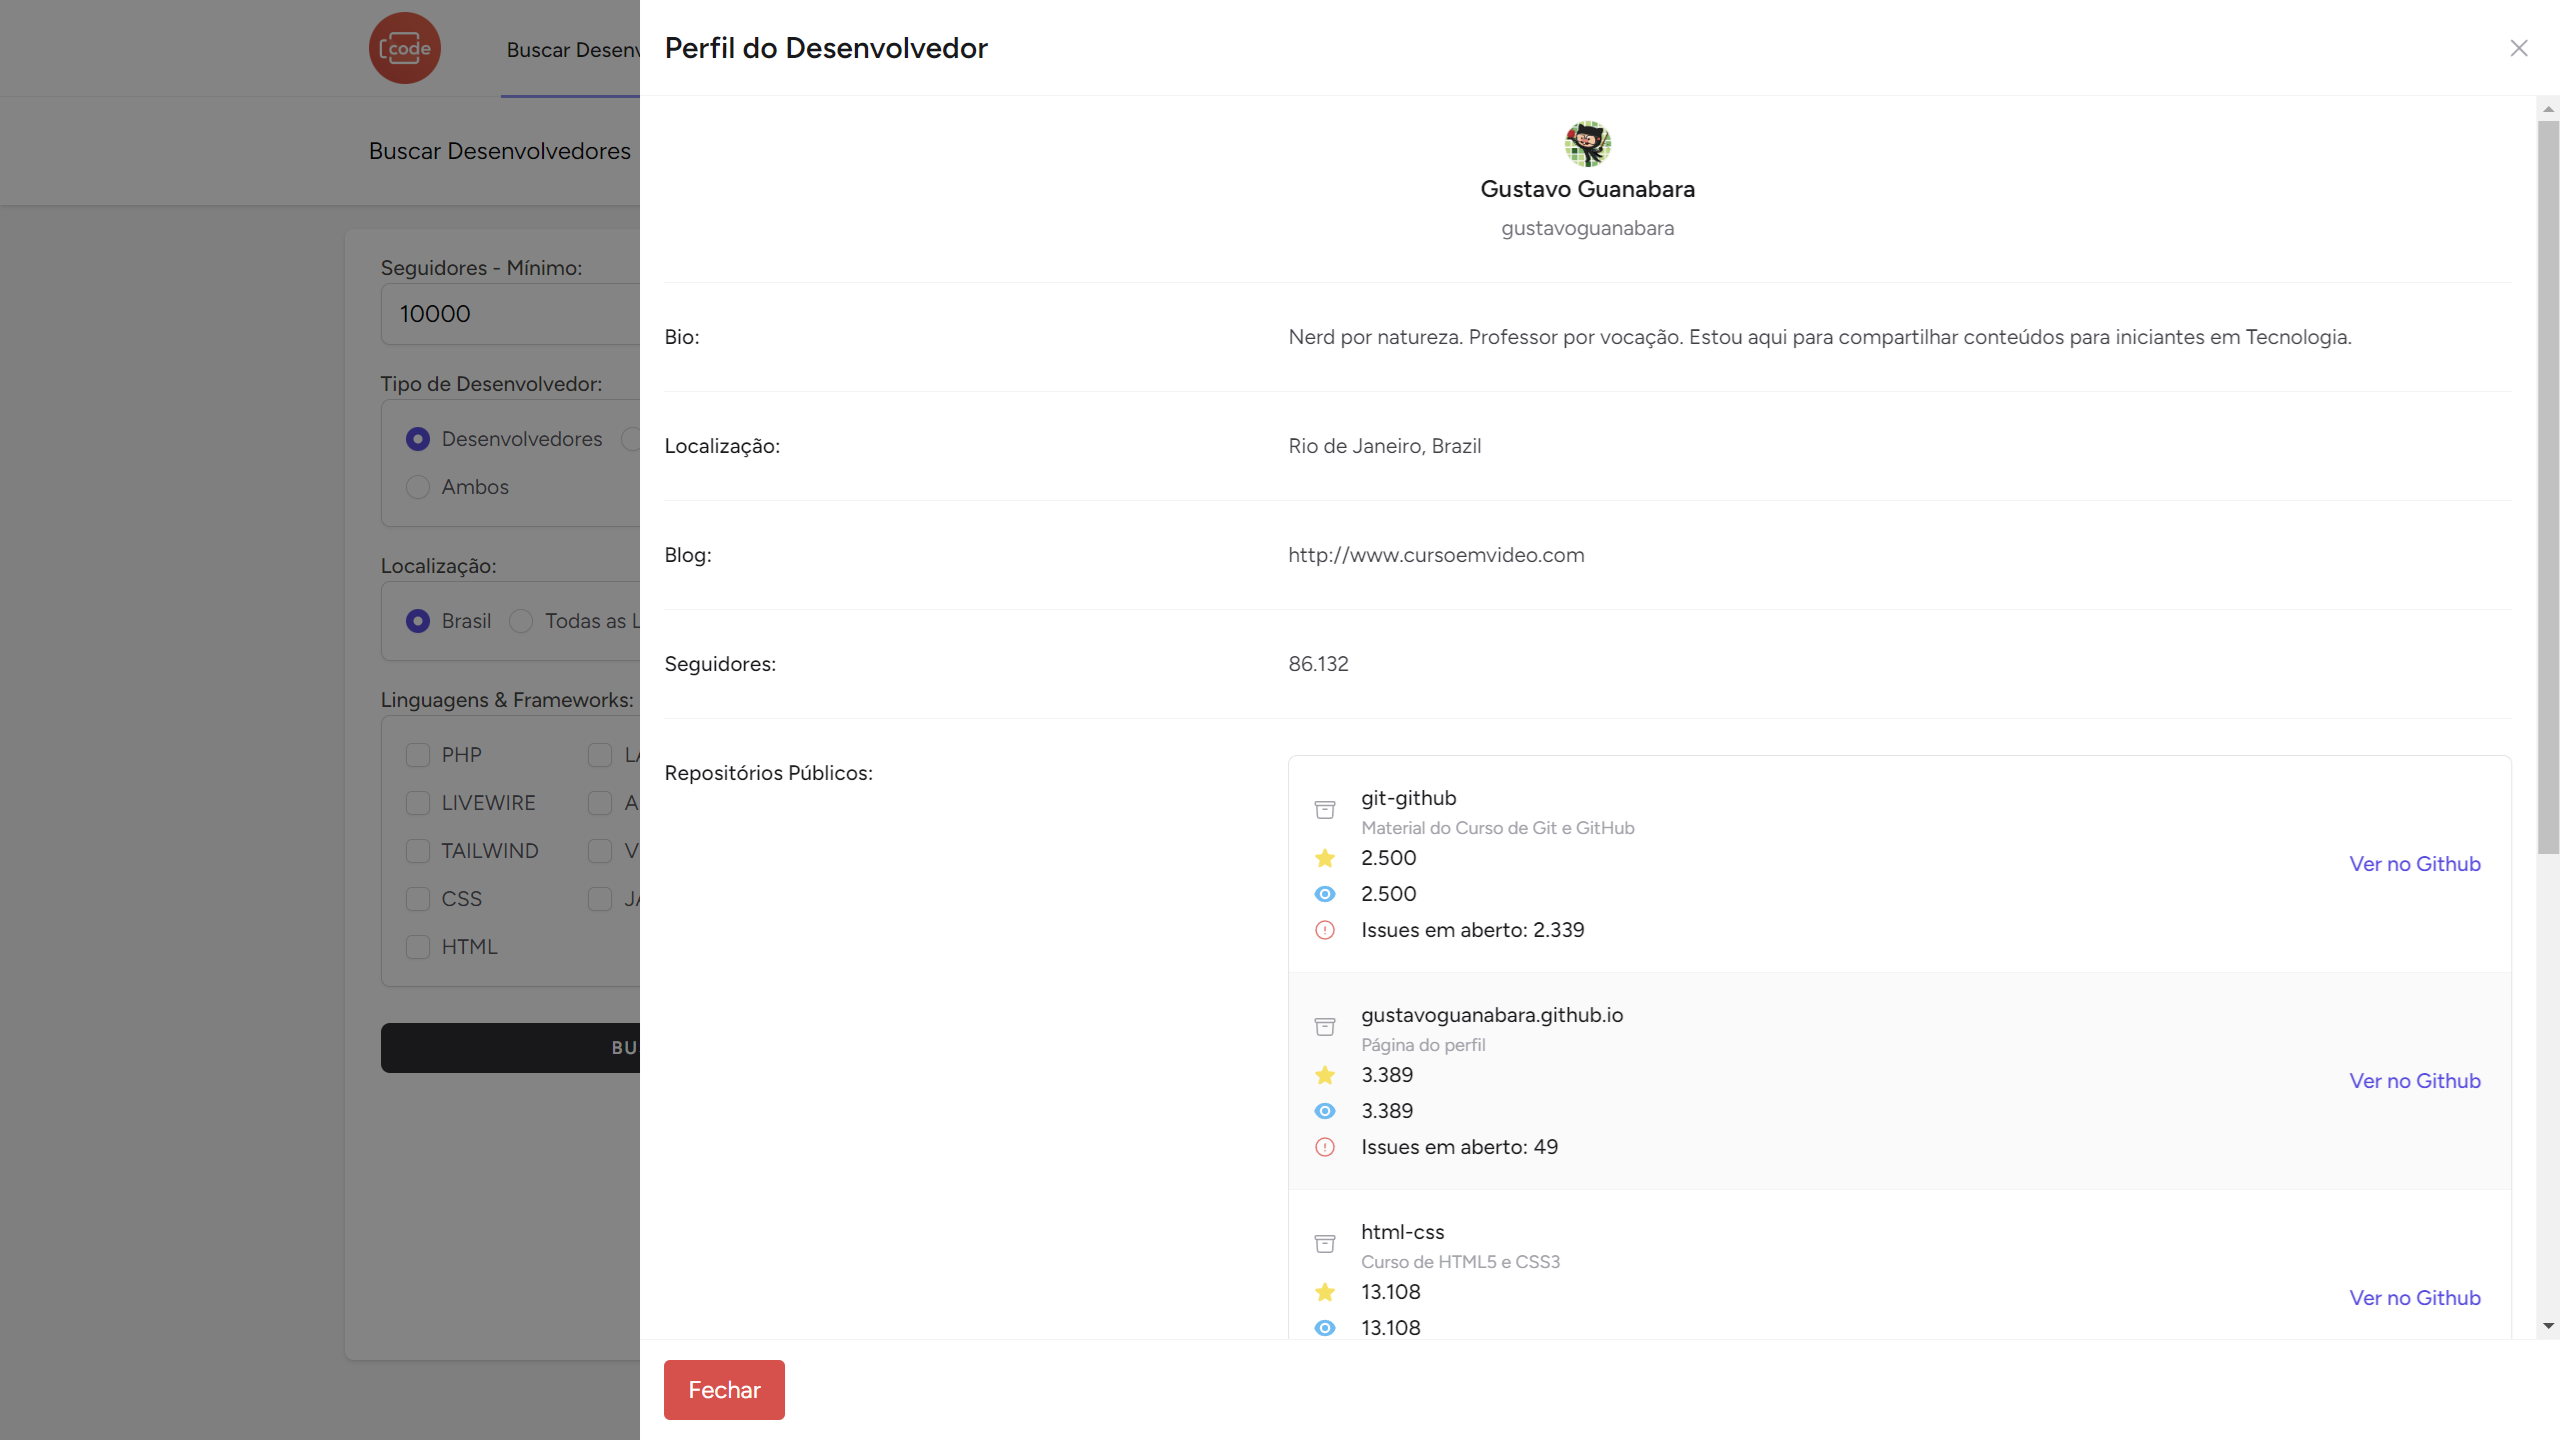 code
Buscar Desenv
Buscar Desenvolvedores
Seguidores - Mínimo:
10000
Tipo de Desenvolvedor:
Desenvolvedores
Ambos
Localização:
Brasil
Todas as L
Linguagens & Frameworks:
PHP
LIVEWIRE
TAILWIND
CSS
HTML
Perfil do Desenvolvedor
Gustavo Guanabara
gustavoguanabara
Bio:
Nerd por natureza. Professor por vocação. Estou aqui para compartilhar conteúdos para iniciantes em Tecnologia.
Localização:
Rio de Janeiro, Brazil
Blog:
http://www.cursoemvideo.com
Seguidores:
86.132
Repositórios Públicos:
git-github
Material do Curso de Git e GitHub
2.500
2.500
Issues em aberto: 2.339
Ver no Github
gustavoguanabara.github.io
Página do perfil
3.389
3.389
Issues em aberto: 49
Ver no Github
html-css
Curso de HTML5 e CSS3
13.108
13.108
Ver no Github
Fechar